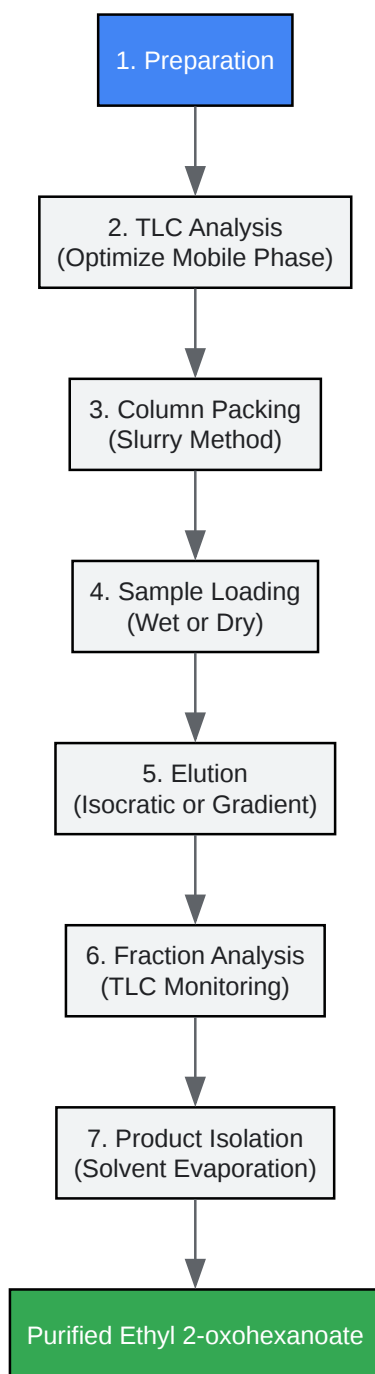 1. Preparation
2. TLC Analysis
(Optimize Mobile Phase)
3. Column Packing
(Slurry Method)
4. Sample Loading
(Wet or Dry)
5. Elution
(Isocratic or Gradient)
6. Fraction Analysis
(TLC Monitoring)
7. Product Isolation
(Solvent Evaporation)
Purified Ethyl 2-oxohexanoate